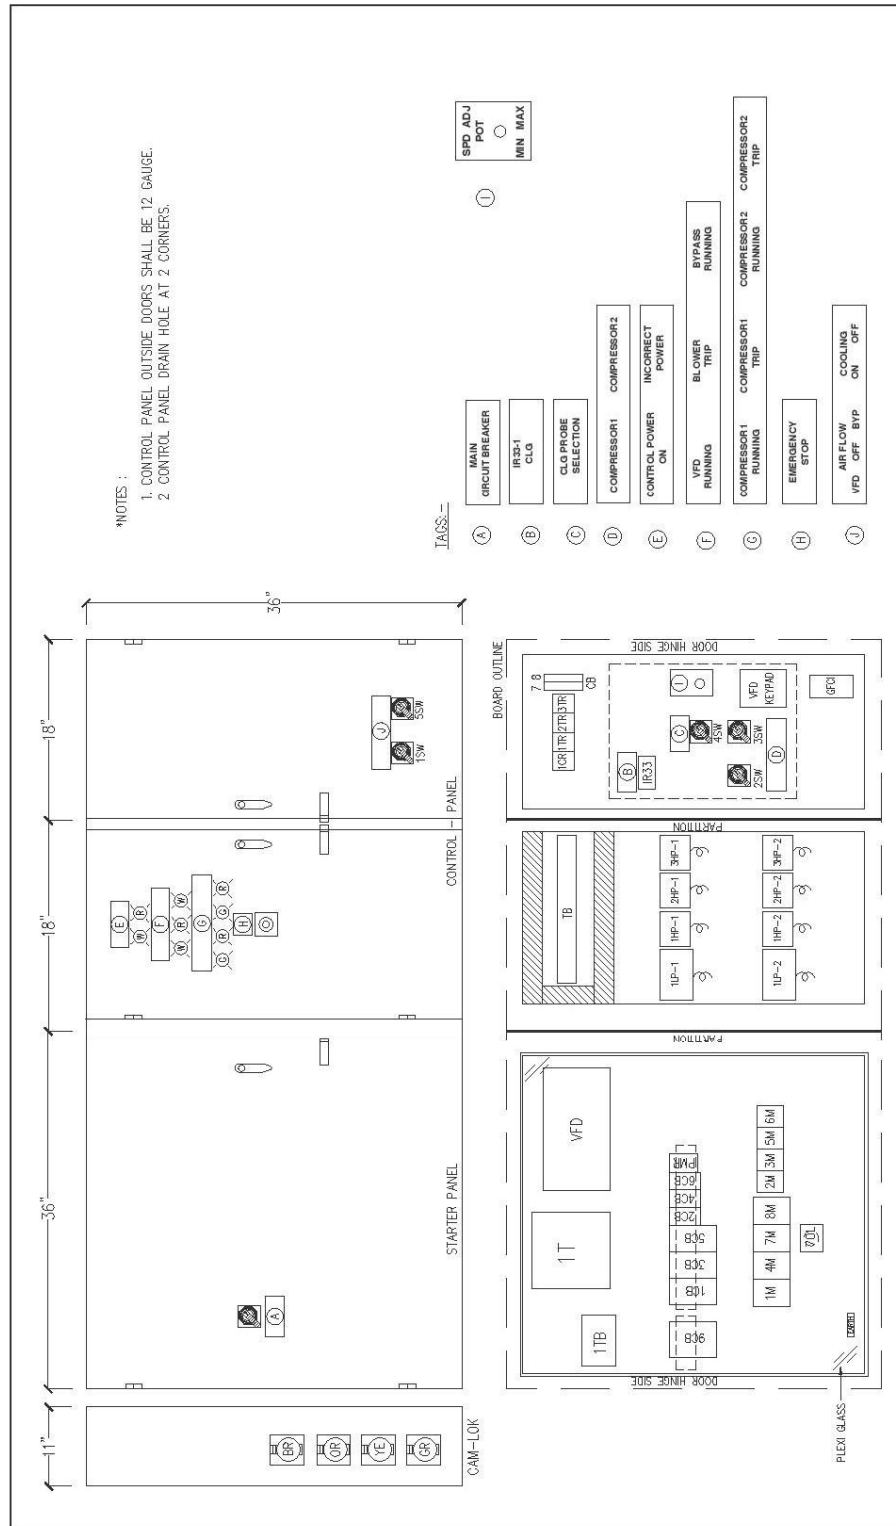 *NOTES :
1. CONTROL PANEL OUTSIDE DOORS SHALL BE 12 GAUGE.
2 CONTROL PANEL DRAIN HOLE AT 2 CORNERS.
11"
36"
18"
18"
36"
BR
OR
YE
GR
CAM-LOK
A
STARTER PANEL
E
W R
F
W R W
G
G R G R
H
CONTROL - PANEL
J
1SW 5SW
TAGS:-
A
MAIN
CIRCUIT BREAKER
B
IR33-1
CLG
C
CLG PROBE
SELECTION
D
COMPRESSOR1 COMPRESSOR2
E
CONTROL POWER INCORRECT
ON POWER
F
VFD BLOWER BYPASS
RUNNING TRIP RUNNING
G
COMPRESSOR1 COMPRESSOR1 COMPRESSOR2 COMPRESSOR2
RUNNING TRIP RUNNING TRIP
H
EMERGENCY
STOP
J
AIR FLOW COOLING
VFD OFF BYP ON OFF
I
SPD ADJ
POT
MIN MAX
DOOR HINGE SIDE
1TB
1T
VFD
9CB
1CB 3CB 5CB 2CB 4CB 6CB
1M 4M 7M 8M 2M 3M 5M 6M
EARTH
PLEXI GLASS
PARTITION
TB
1LP-1 1HP-1 2HP-1 3HP-1
1LP-2 1HP-2 2HP-2 3HP-2
PARTITION
BOARD OUTLINE
1CR 1TR 2TR 3TR
7 8
CB
B
IR33
C
4SW
I
2SW 3SW
D
VFD
KEYPAD
GFCI
DOOR HINGE SIDE